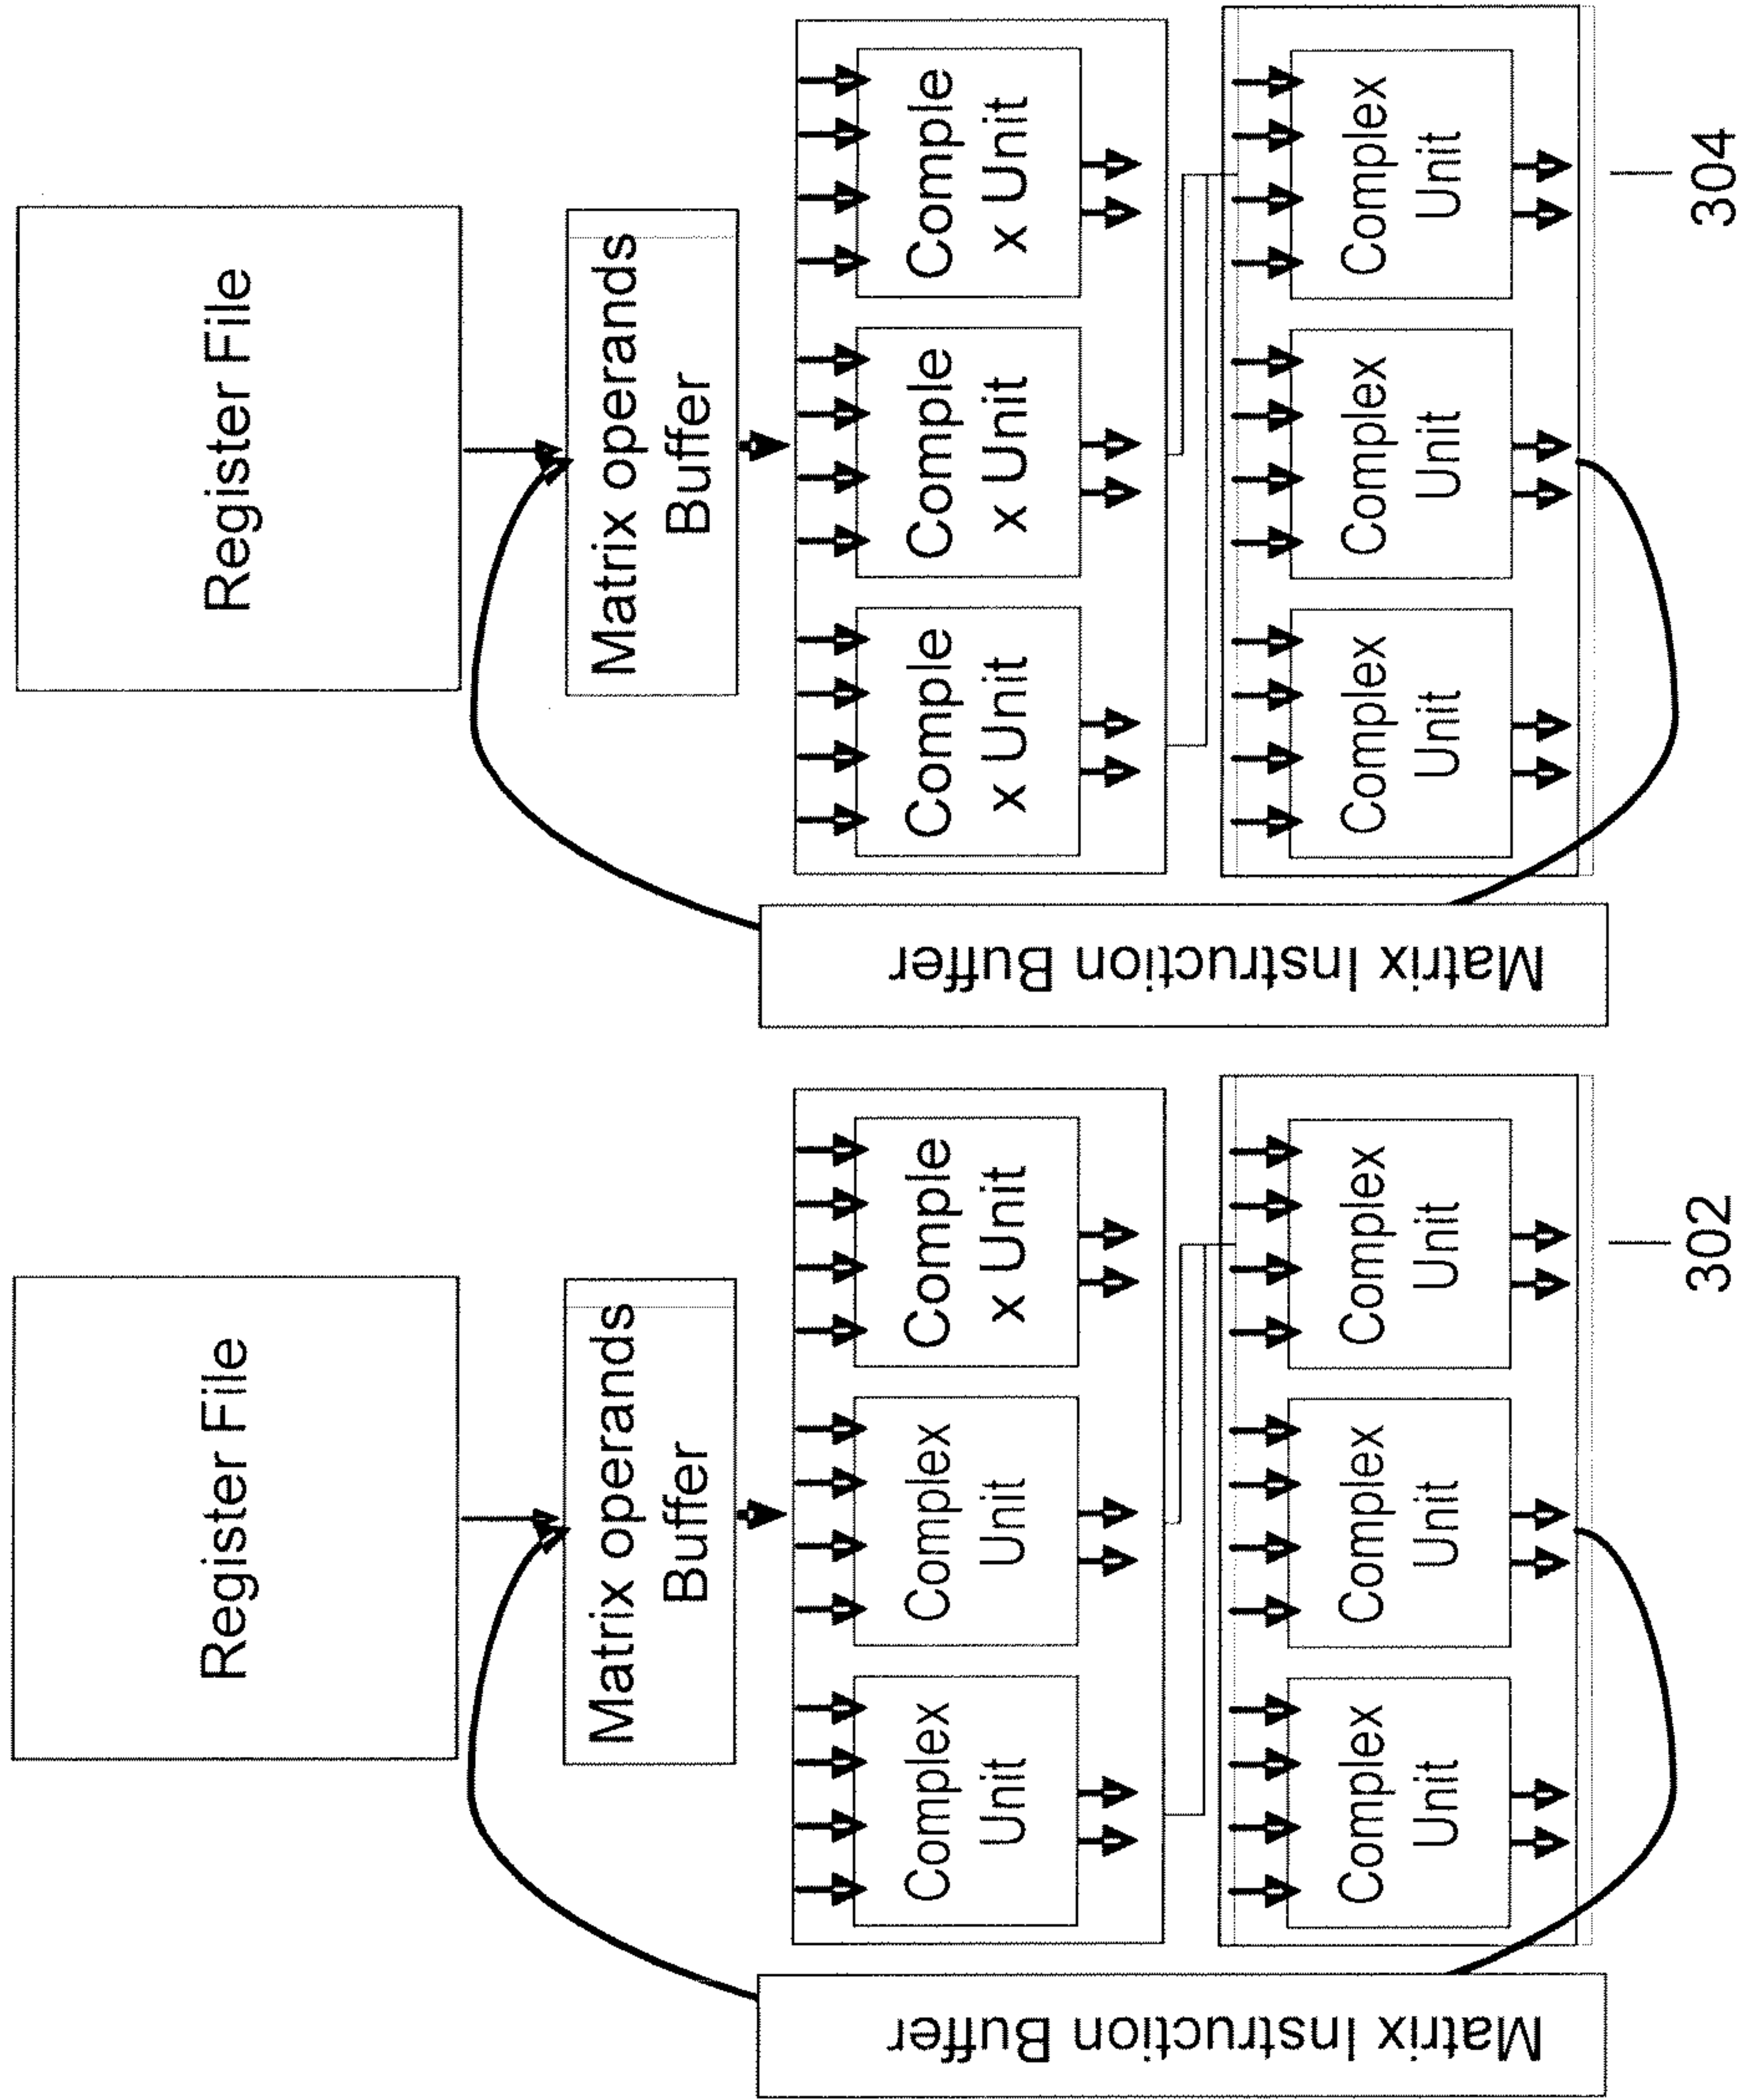 Register File
Matrix operands
Buffer
Matrix Instruction Buffer
Complex
Unit
Complex
Unit
Comple
x Unit
Complex
Unit
Complex
Unit
Complex
Unit
302
Register File
Matrix operands
Buffer
Matrix Instruction Buffer
Comple
x Unit
Comple
x Unit
Comple
x Unit
Complex
Unit
Complex
Unit
Complex
Unit
304